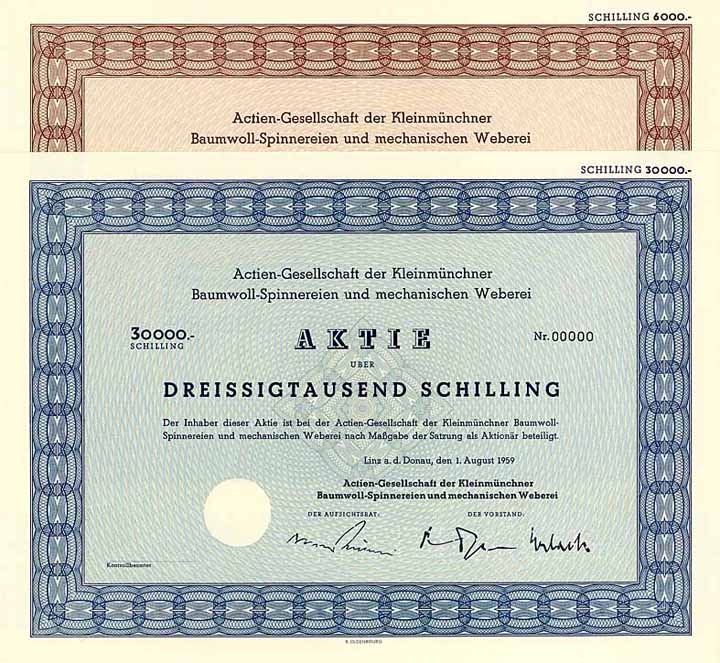 SCHILLING 6000.-
Actien-Gesellschaft der Kleinmünchner
Baumwoll-Spinnereien und mechanischen Weberei
SCHILLING 30000.-
Actien-Gesellschaft der Kleinmünchner
Baumwoll-Spinnereien und mechanischen Weberei
30000.-
SCHILLING
AKTIE
Nr. 00000
UBER
DREISSIGTAUSEND SCHILLING
Der Inhaber dieser Aktie ist bei der Actien-Gesellschaft der Kleinmünchner Baumwoll-
Spinnereien und mechanischen Weberei nach Maßgabe der Satzung als Aktionär beteiligt.
Linz a. d. Donau, den 1. August 1959
Actien-Gesellschaft der Kleinmünchner
Baumwoll-Spinnereien und mechanischen Weberei
DER AUFSICHTSRAT:
DER VORSTAND:
Kontrollbeamter
R. OLDENBOURG